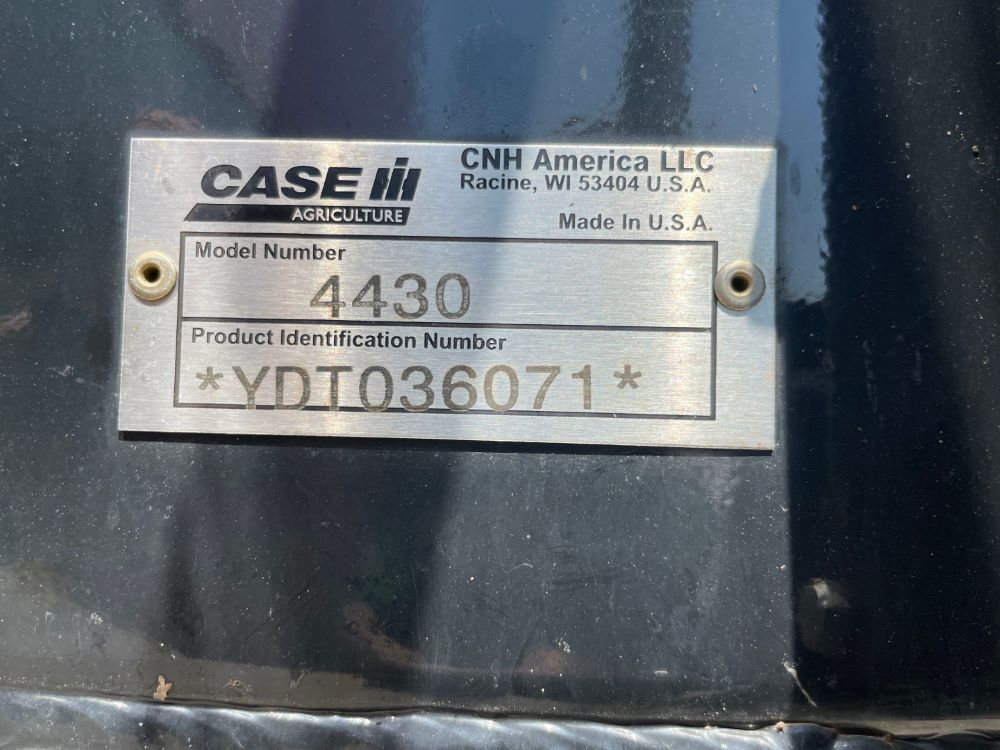 CASE IH
AGRICULTURE
CNH America LLC
Racine, WI 53404 U.S.A.
Made In U.S.A.
Model Number
4430
Product Identification Number
*YDT036071*